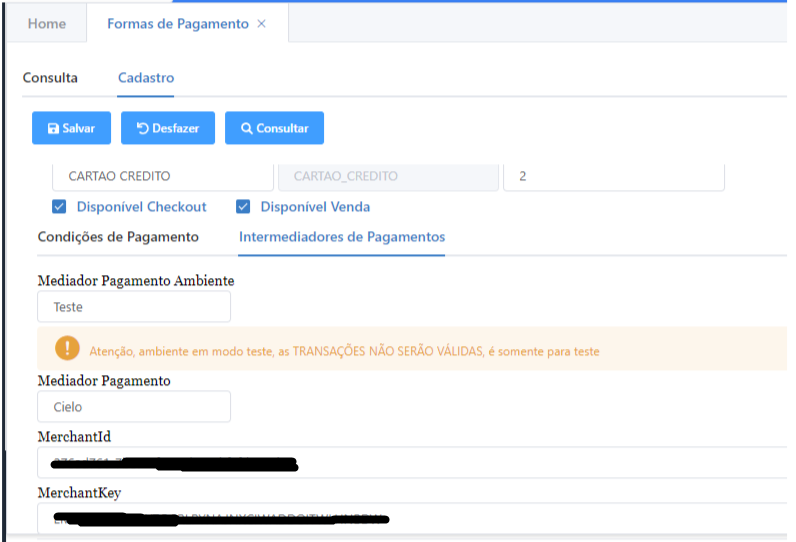 Home Formas de Pagamento ×
Consulta Cadastro
Salvar Desfazer Consultar
CARTAO CREDITO CARTAO_CREDITO 2
Disponível Checkout Disponível Venda
Condições de Pagamento Intermediadores de Pagamentos
Mediador Pagamento Ambiente
Teste
! Atenção, ambiente em modo teste, as TRANSAÇÕES NÃO SERÃO VÁLIDAS, é somente para teste
Mediador Pagamento
Cielo
MerchantId
MerchantKey